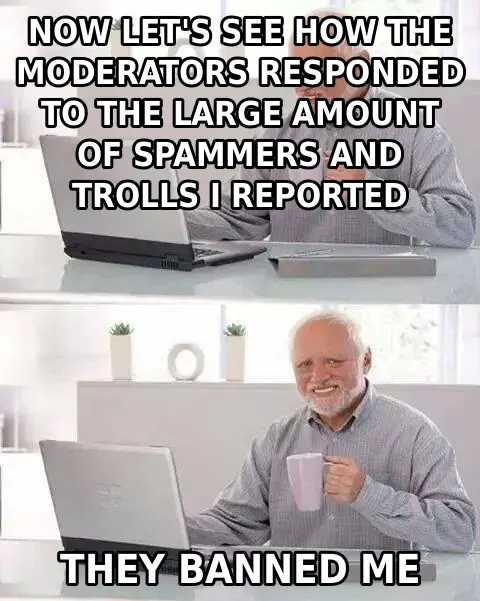 NOW LET'S SEE HOW THE
MODERATORS RESPONDED
TO THE LARGE AMOUNT
OF SPAMMERS AND
TROLLS I REPORTED
THEY BANNED ME